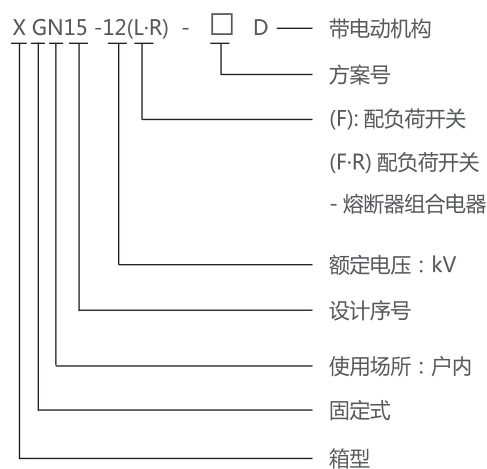 XGN15-12(L·R) - □ D
带电动机构
方案号
(F): 配负荷开关
(F·R) 配负荷开关
- 熔断器组合电器
额定电压：kV
设计序号
使用场所：户内
固定式
箱型